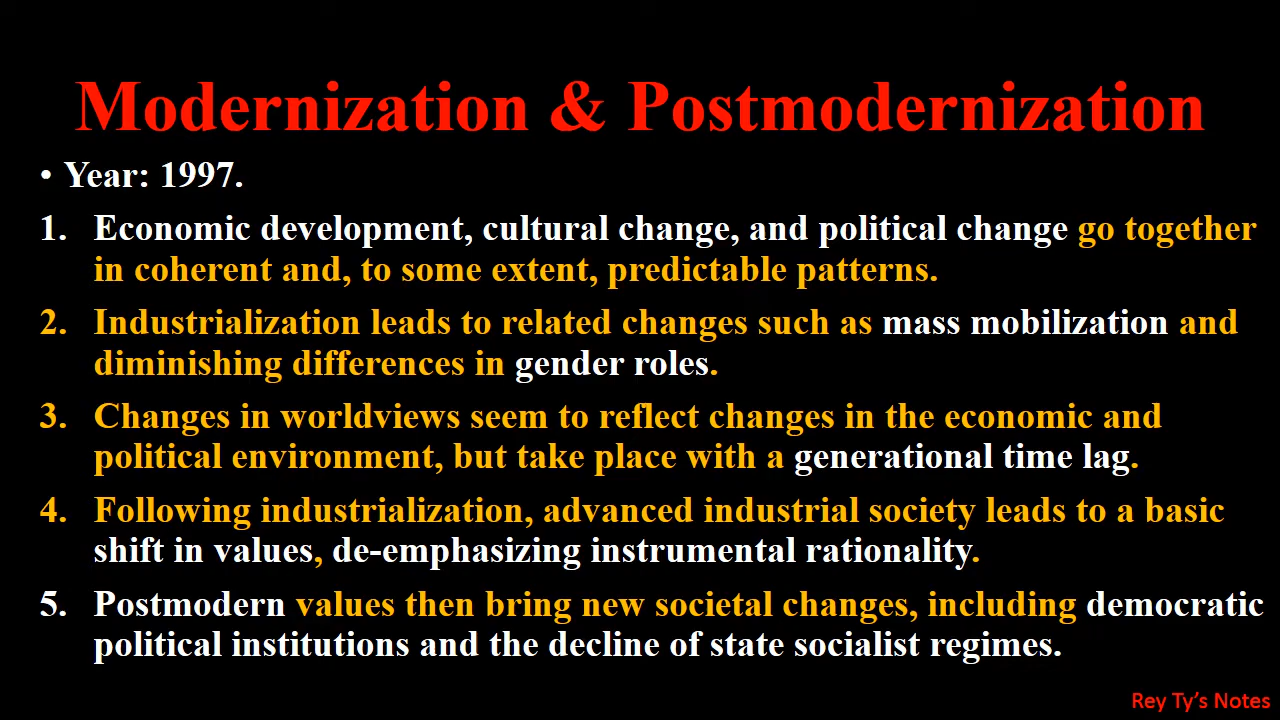 Modernization & Postmodernization
• Year: 1997.
1. Economic development, cultural change, and political change go together
in coherent and, to some extent, predictable patterns.
2. Industrialization leads to related changes such as mass mobilization and
diminishing differences in gender roles.
3. Changes in worldviews seem to reflect changes in the economic and
political environment, but take place with a generational time lag.
4. Following industrialization, advanced industrial society leads to a basic
shift in values, de-emphasizing instrumental rationality.
5. Postmodern values then bring new societal changes, including democratic
political institutions and the decline of state socialist regimes.
Rey Ty’s Notes